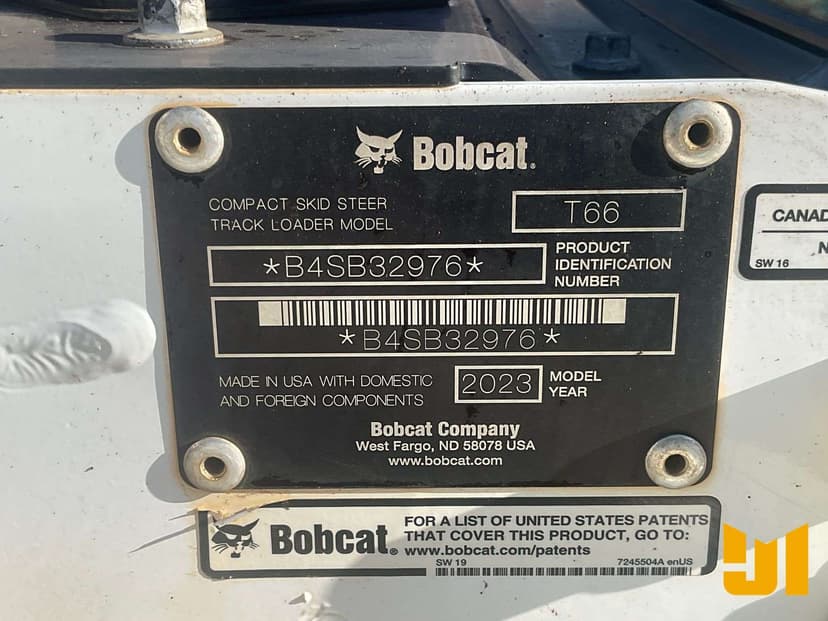 Bobcat.
COMPACT SKID STEER
TRACK LOADER MODEL
T66
*B4SB32976*
PRODUCT
IDENTIFICATION
NUMBER
*B4SB32976*
MADE IN USA WITH DOMESTIC
AND FOREIGN COMPONENTS
2023
MODEL
YEAR
Bobcat Company
West Fargo, ND 58078 USA
www.bobcat.com
CANAD
N
SW 16
Bobcat.
FOR A LIST OF UNITED STATES PATENTS
THAT COVER THIS PRODUCT, GO TO:
www.bobcat.com/patents
SW 19
7245504A enUS